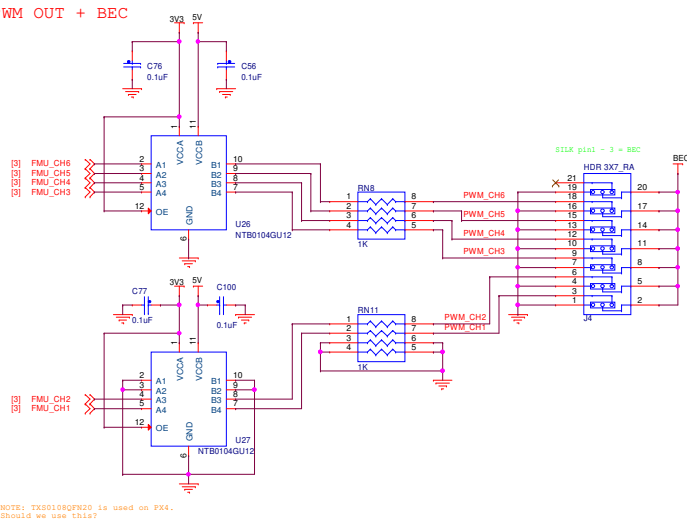 WM OUT + BEC
3V3 5V
C76
0.1uF
C56
0.1uF
1 11
VCCA VCCB
[3] FMU_CH6 2 A1 B1 10
[3] FMU_CH5 3 A2 B2 9
[3] FMU_CH4 4 A3 B3 8
[3] FMU_CH3 5 A4 B4 7
12 OE
GND
6
U26
NTB0104GU12
RN8
1 8 PWM_CH6
2 7 PWM_CH5
3 6 PWM_CH4
4 5 PWM_CH3
1K
SILK pin1 - 3 = BEC
HDR 3X7_RA
BEC
21
19 20
18
16 17
15
13 14
12
10 11
9
7 8
6
4 5
3
1 2
J4
3V3 5V
C77
0.1uF
C100
0.1uF
1 11
VCCA VCCB
2 A1 B1 10
3 A2 B2 9
[3] FMU_CH2 4 A3 B3 8
[3] FMU_CH1 5 A4 B4 7
12 OE
GND
6
U27
NTB0104GU12
RN11
1 8 PWM_CH2
2 7 PWM_CH1
3 6
4 5
1K
NOTE: TXS0108QFN20 is used on PX4.
Should we use this?